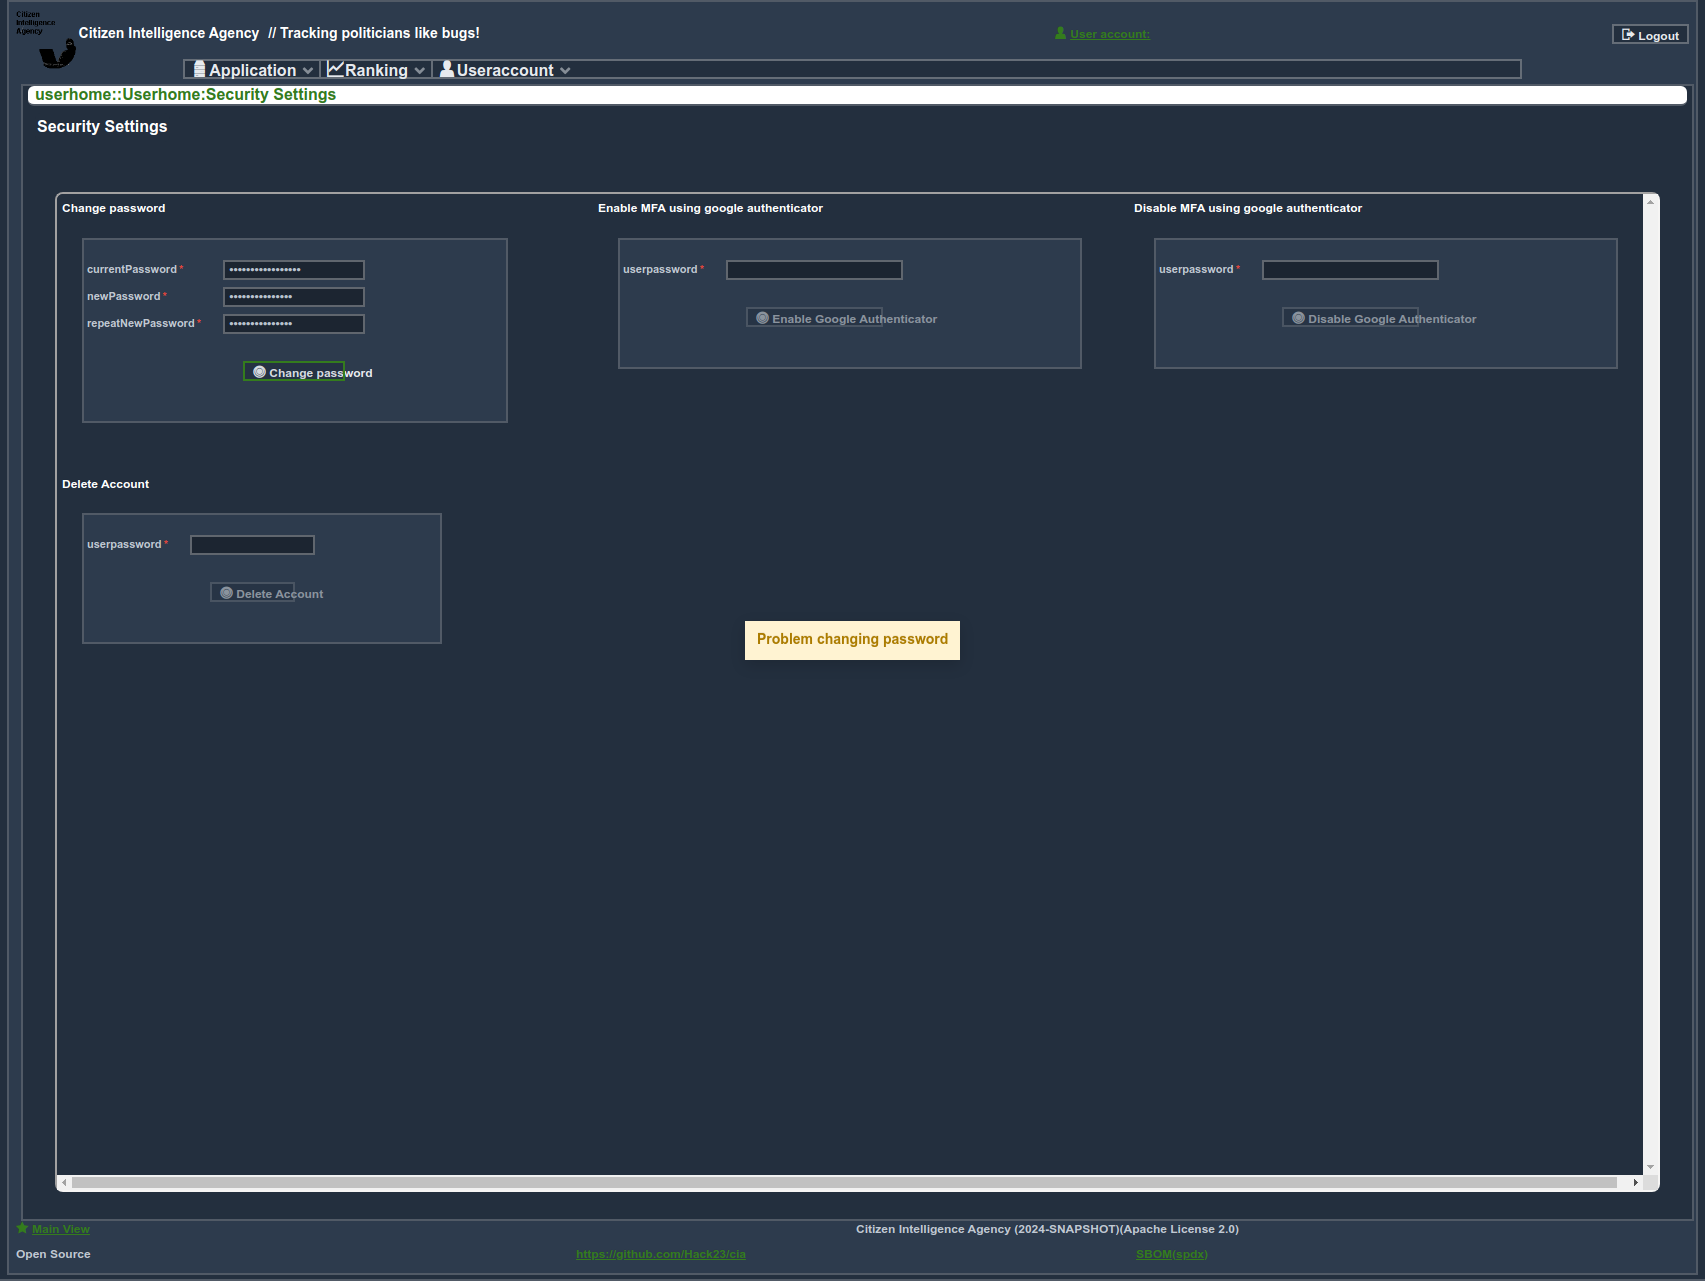 Citizen
Intelligence
Agency
Citizen Intelligence Agency // Tracking politicians like bugs!
User account:
Logout
Application
Ranking
Useraccount
userhome::Userhome:Security Settings
Security Settings
Change password
Enable MFA using google authenticator
Disable MFA using google authenticator
currentPassword *
userpassword *
userpassword *
newPassword *
repeatNewPassword *
Enable Google Authenticator
Disable Google Authenticator
Change password
Delete Account
userpassword *
Delete Account
Problem changing password
Main View
Citizen Intelligence Agency (2024-SNAPSHOT)(Apache License 2.0)
Open Source
https://github.com/Hack23/cia
SBOM(spdx)